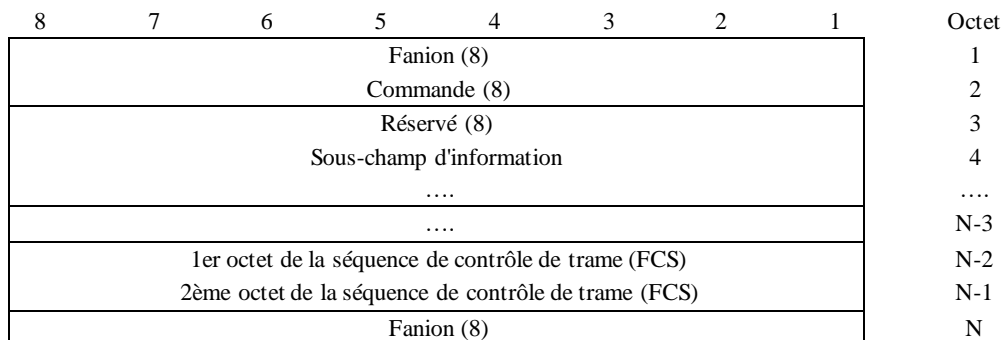 8 7 6 5 4 3 2 1 Octet
Fanion (8) 1
Commande (8) 2
Réservé (8) 3
Sous-champ d'information 4
…. ….
…. N-3
1er octet de la séquence de contrôle de trame (FCS) N-2
2ème octet de la séquence de contrôle de trame (FCS) N-1
Fanion (8) N